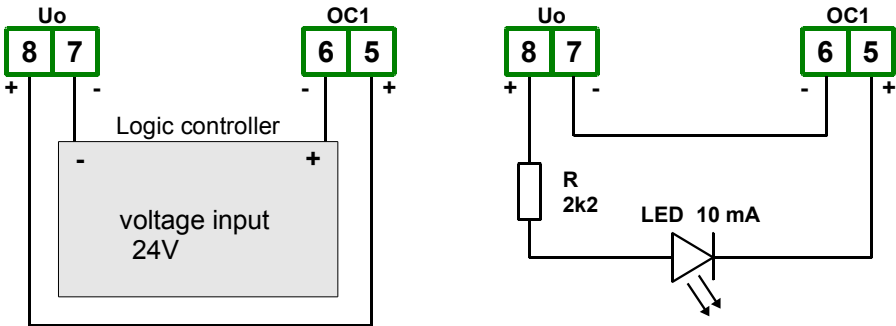 Uo OC1 Uo OC1
8 7 6 5 8 7 6 5
+ - - + + - - +
Logic controller
- +
R
2k2
voltage input
24V
LED 10 mA